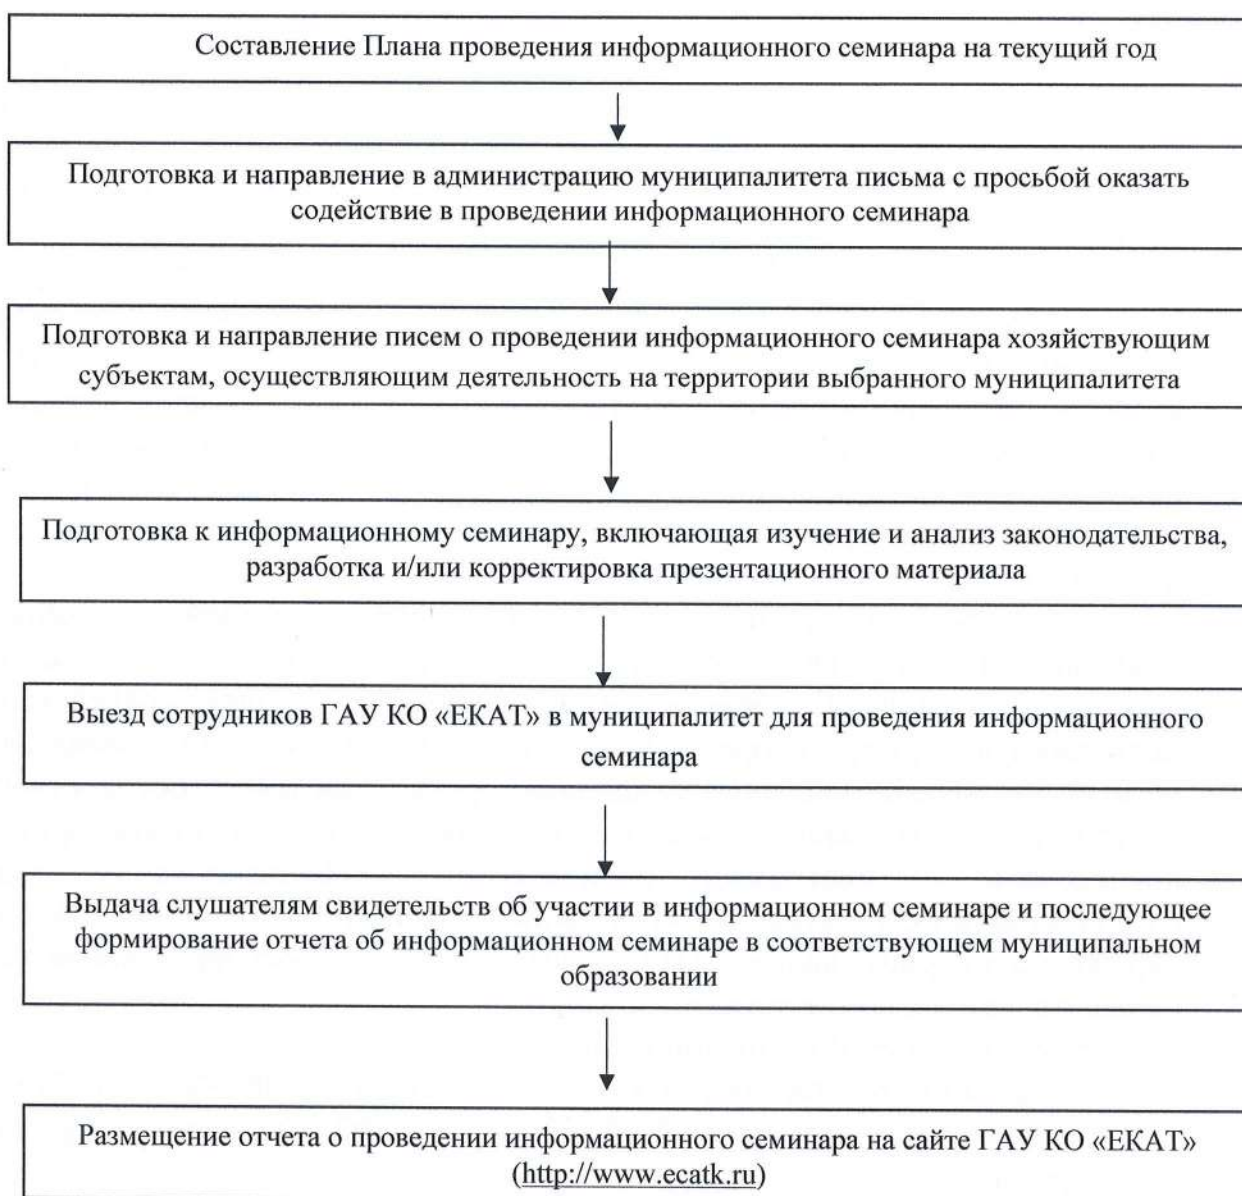 Составление Плана проведения информационного семинара на текущий год
Подготовка и направление в администрацию муниципалитета письма с просьбой оказать
содействие в проведении информационного семинара
Подготовка и направление писем о проведении информационного семинара хозяйствующим
субъектам, осуществляющим деятельность на территории выбранного муниципалитета
Подготовка к информационному семинару, включающая изучение и анализ законодательства,
разработка и/или корректировка презентационного материала
Выезд сотрудников ГАУ КО «ЕКАТ» в муниципалитет для проведения информационного
семинара
Выдача слушателям свидетельств об участии в информационном семинаре и последующее
формирование отчета об информационном семинаре в соответствующем муниципальном
образовании
Размещение отчета о проведении информационного семинара на сайте ГАУ КО «ЕКАТ»
(http://www.ecatk.ru)